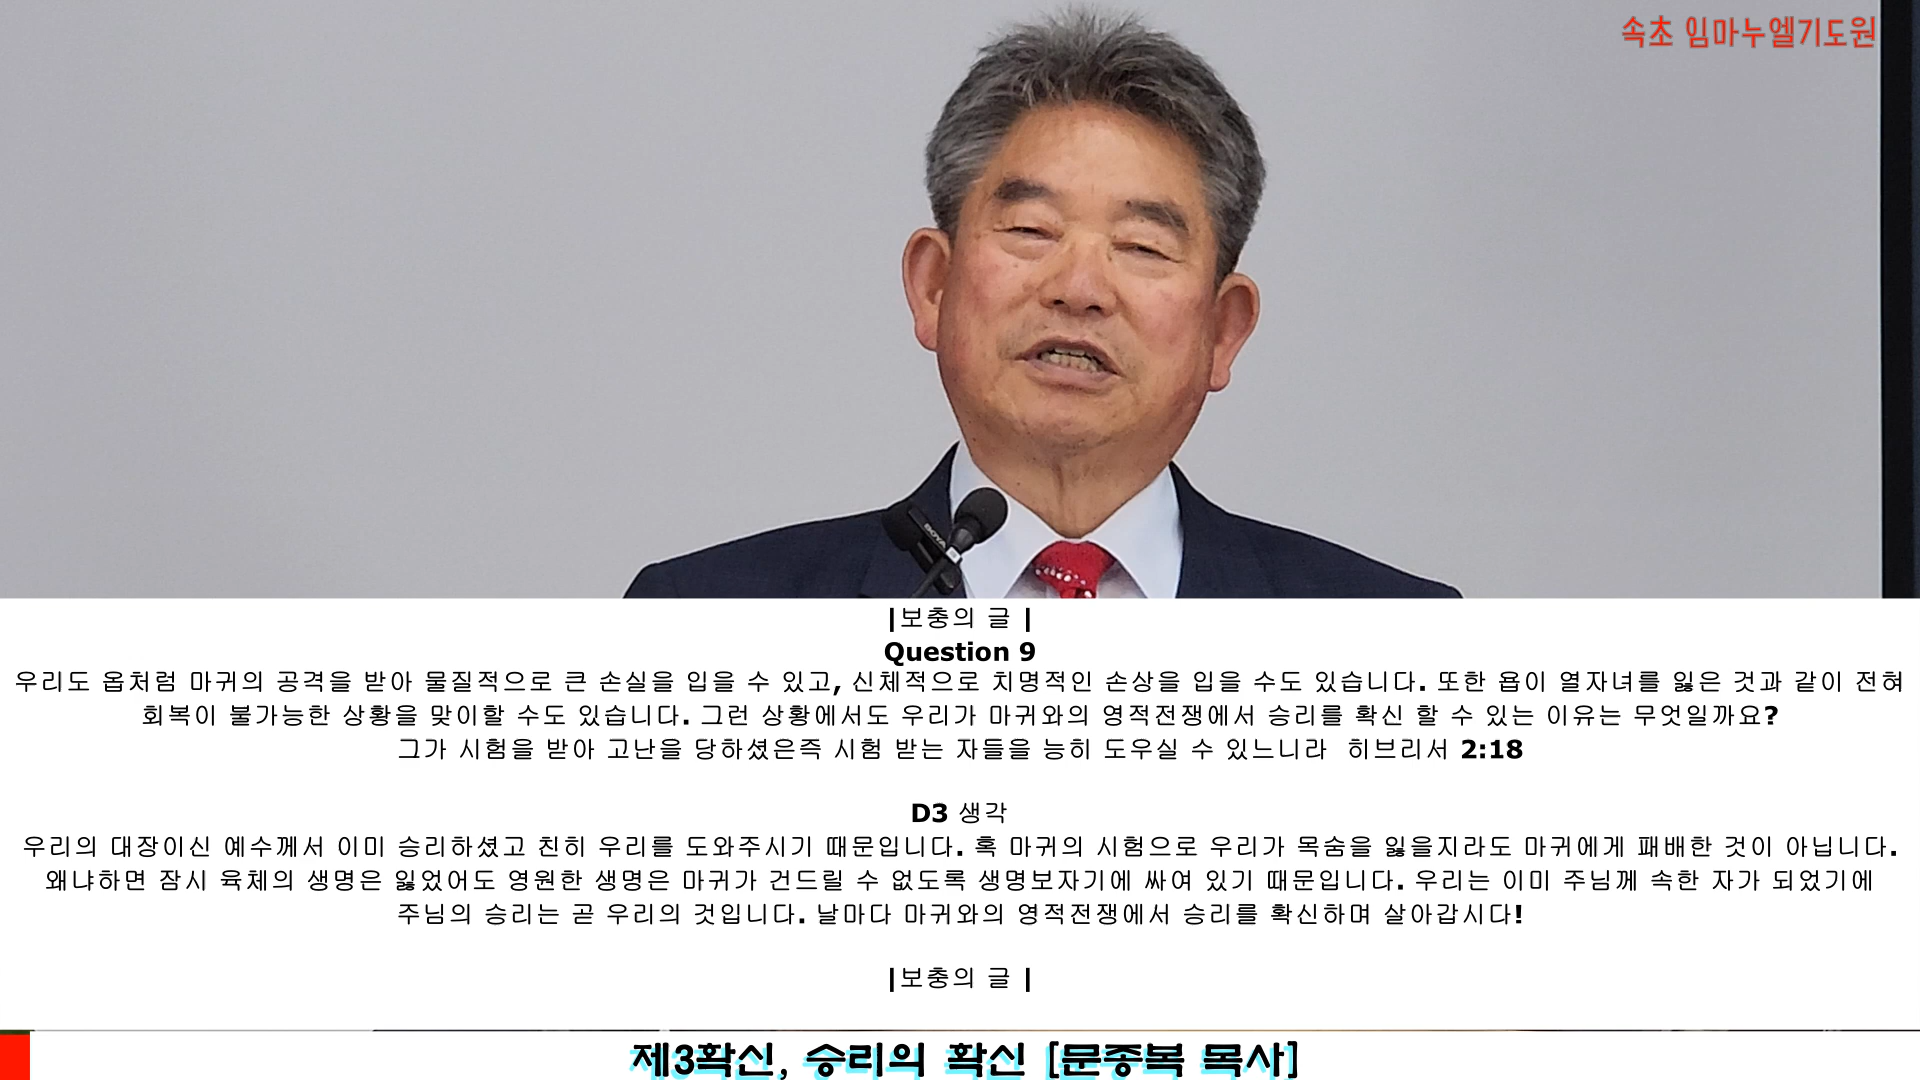 속초 임마누엘기도원
BOYA
|보충의 글 |
Question 9
우리도 옵처럼 마귀의 공격을 받아 물질적으로 큰 손실을 입을 수 있고, 신체적으로 치명적인 손상을 입을 수도 있습니다. 또한 욥이 열자녀를 잃은 것과 같이 전혀
회복이 불가능한 상황을 맞이할 수도 있습니다. 그런 상황에서도 우리가 마귀와의 영적전쟁에서 승리를 확신 할 수 있는 이유는 무엇일까요?
그가 시험을 받아 고난을 당하셨은즉 시험 받는 자들을 능히 도우실 수 있느니라 히브리서 2:18
D3 생각
우리의 대장이신 예수께서 이미 승리하셨고 친히 우리를 도와주시기 때문입니다. 혹 마귀의 시험으로 우리가 목숨을 잃을지라도 마귀에게 패배한 것이 아닙니다.
왜냐하면 잠시 육체의 생명은 잃었어도 영원한 생명은 마귀가 건드릴 수 없도록 생명보자기에 싸여 있기 때문입니다. 우리는 이미 주님께 속한 자가 되었기에
주님의 승리는 곧 우리의 것입니다. 날마다 마귀와의 영적전쟁에서 승리를 확신하며 살아갑시다!
|보충의 글 |
제3확신, 승리의 확신 [문종복 목사]